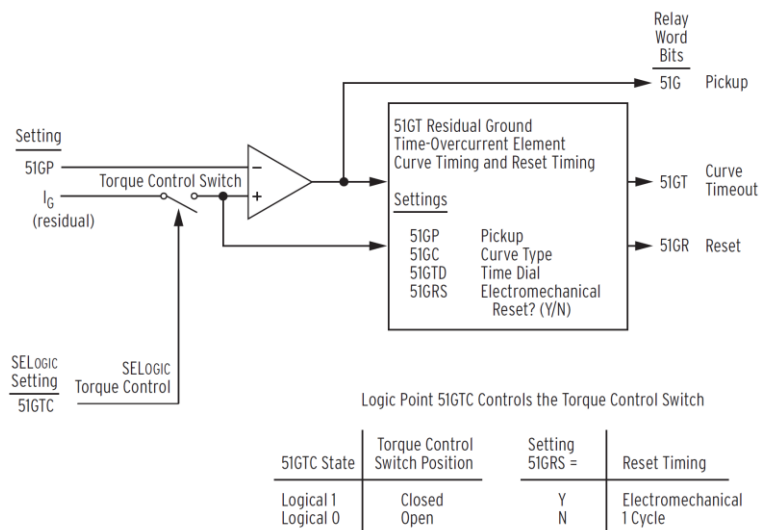 Relay
Word
Bits
51G Pickup
Setting
51GP
Torque Control Switch
IG
(residual)
−
+
51GT Residual Ground
Time-Overcurrent Element
Curve Timing and Reset Timing
Settings
51GP Pickup
51GC Curve Type
51GTD Time Dial
51GRS Electromechanical
Reset? (Y/N)
51GT Curve
Timeout
51GR Reset
SELOGIC
Setting
51GTC
SELOGIC
Torque Control
Logic Point 51GTC Controls the Torque Control Switch
51GTC State Torque Control
Switch Position
Logical 1 Closed
Logical 0 Open
Setting
51GRS = Reset Timing
Y Electromechanical
N 1 Cycle